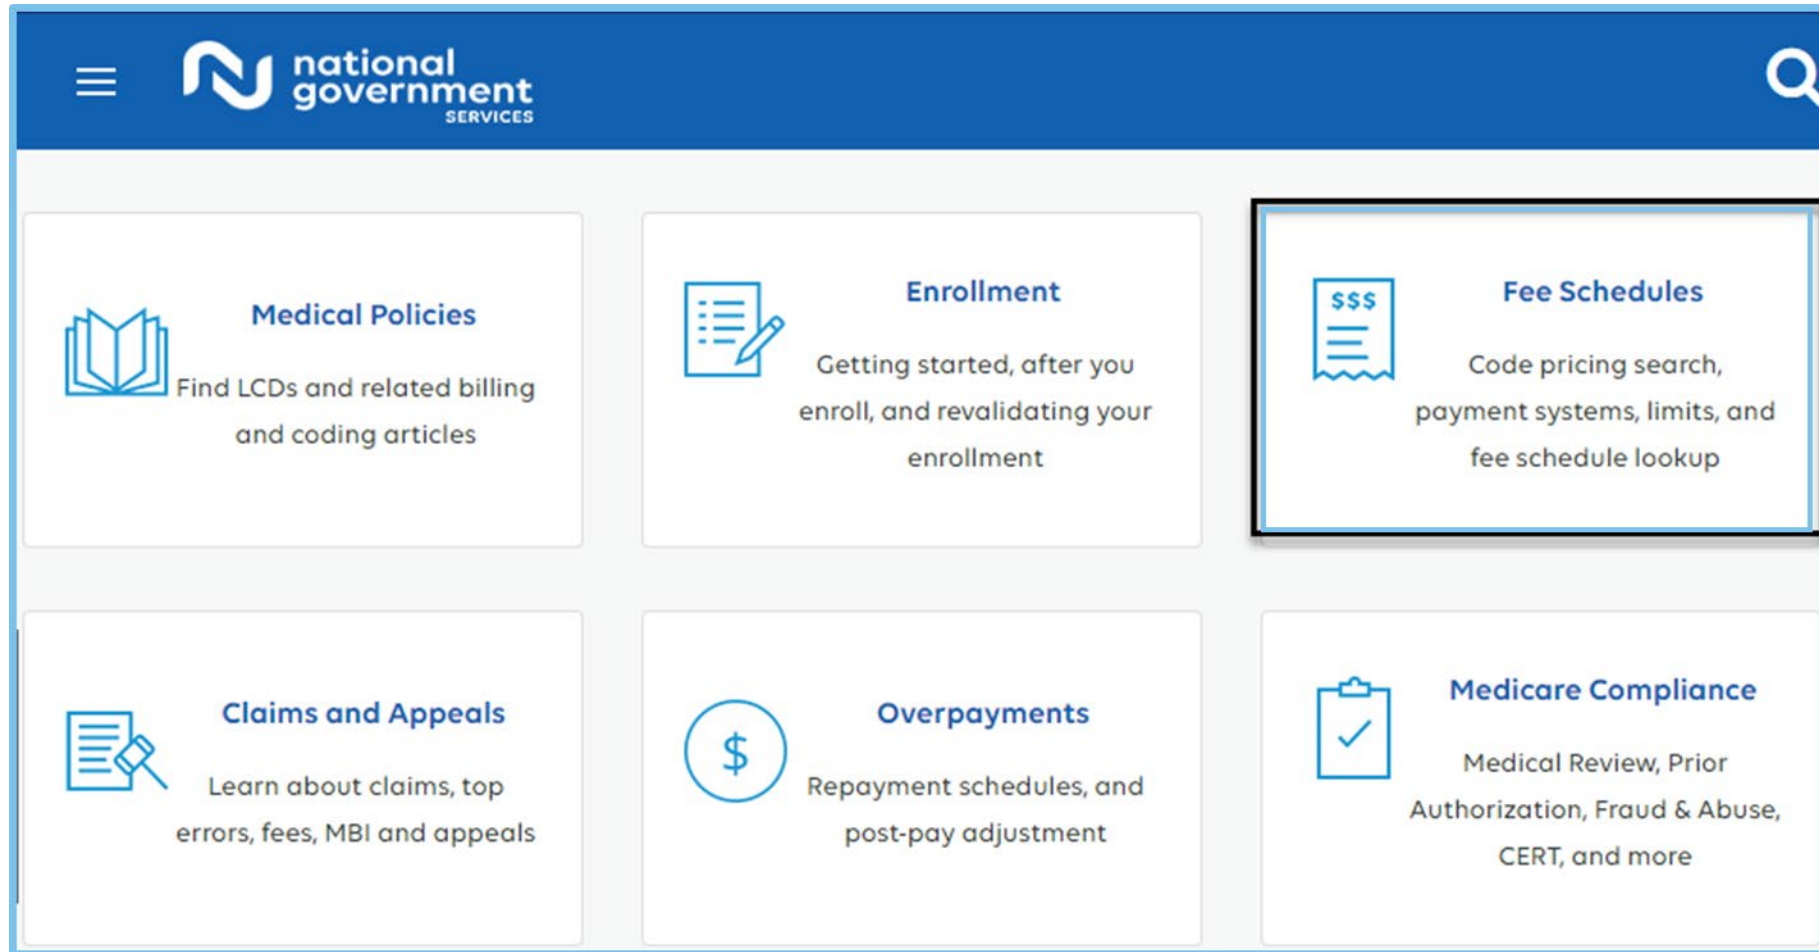 national
government
SERVICES
Medical Policies
Find LCDs and related billing
and coding articles
Enrollment
Getting started, after you
enroll, and revalidating your
enrollment
$$$
Fee Schedules
Code pricing search,
payment systems, limits, and
fee schedule lookup
Claims and Appeals
Learn about claims, top
errors, fees, MBI and appeals
$
Overpayments
Repayment schedules, and
post-pay adjustment
Medicare Compliance
Medical Review, Prior
Authorization, Fraud & Abuse,
CERT, and more